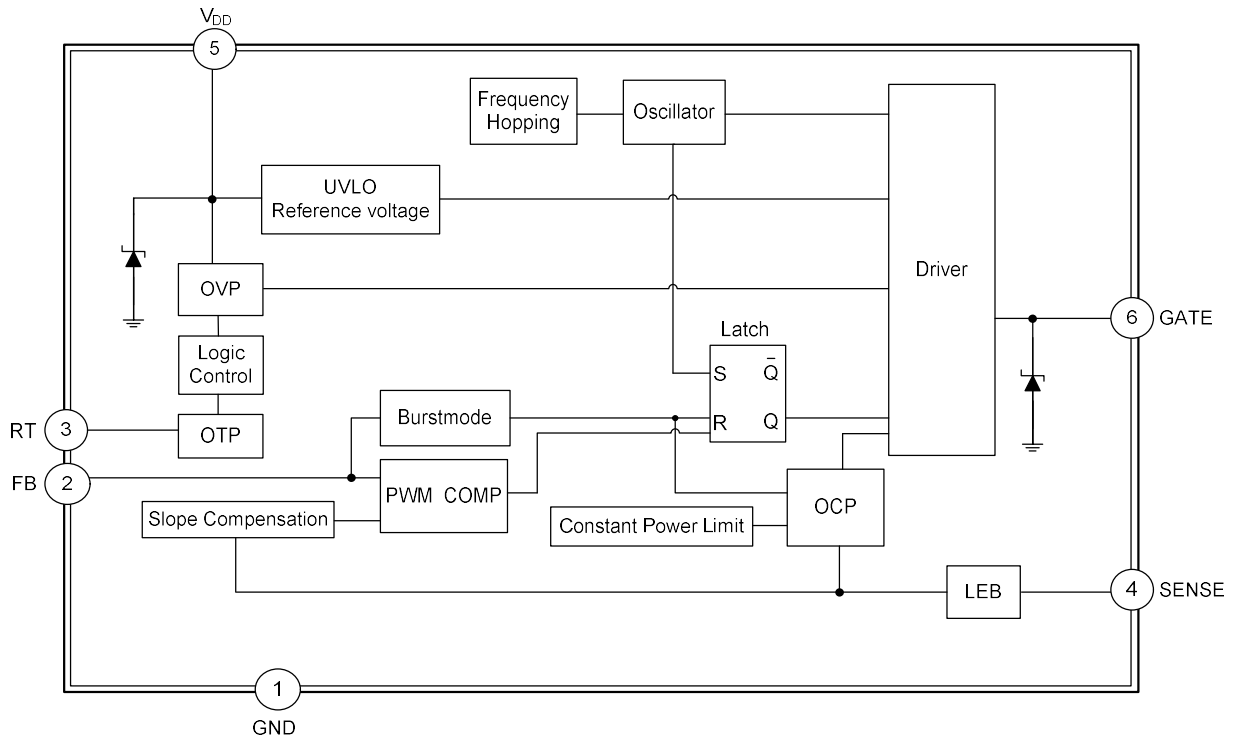 VDD
5
Frequency
Hopping
Oscillator
UVLO
Reference voltage
Driver
OVP
6 GATE
Latch
Logic
Control
S Q̅
Burstmode
R Q
RT 3
OTP
FB 2
PWM COMP
OCP
Slope Compensation
Constant Power Limit
LEB
4 SENSE
1
GND